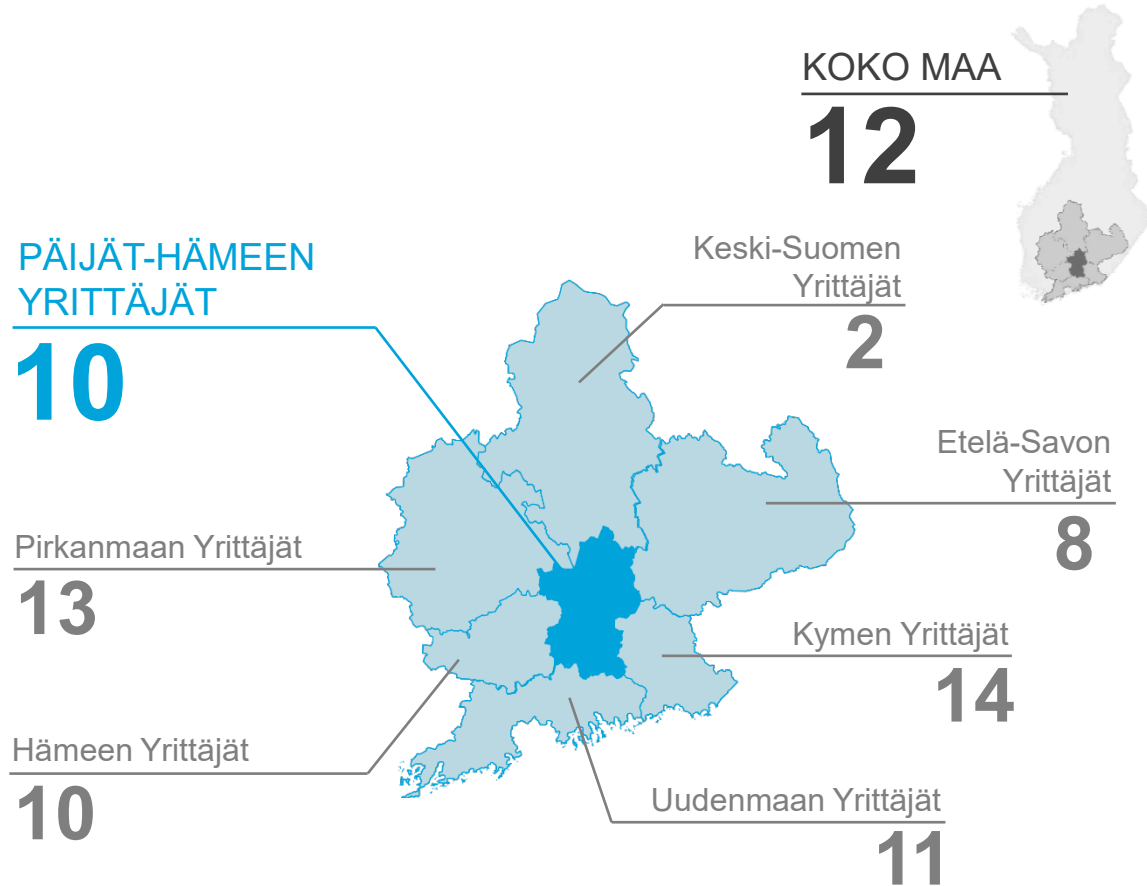 KOKO MAA
12
PÄIJÄT-HÄMEEN
YRITTÄJÄT
10
Keski-Suomen
Yrittäjät
2
Etelä-Savon
Yrittäjät
8
Pirkanmaan Yrittäjät
13
Kymen Yrittäjät
14
Hämeen Yrittäjät
10
Uudenmaan Yrittäjät
11